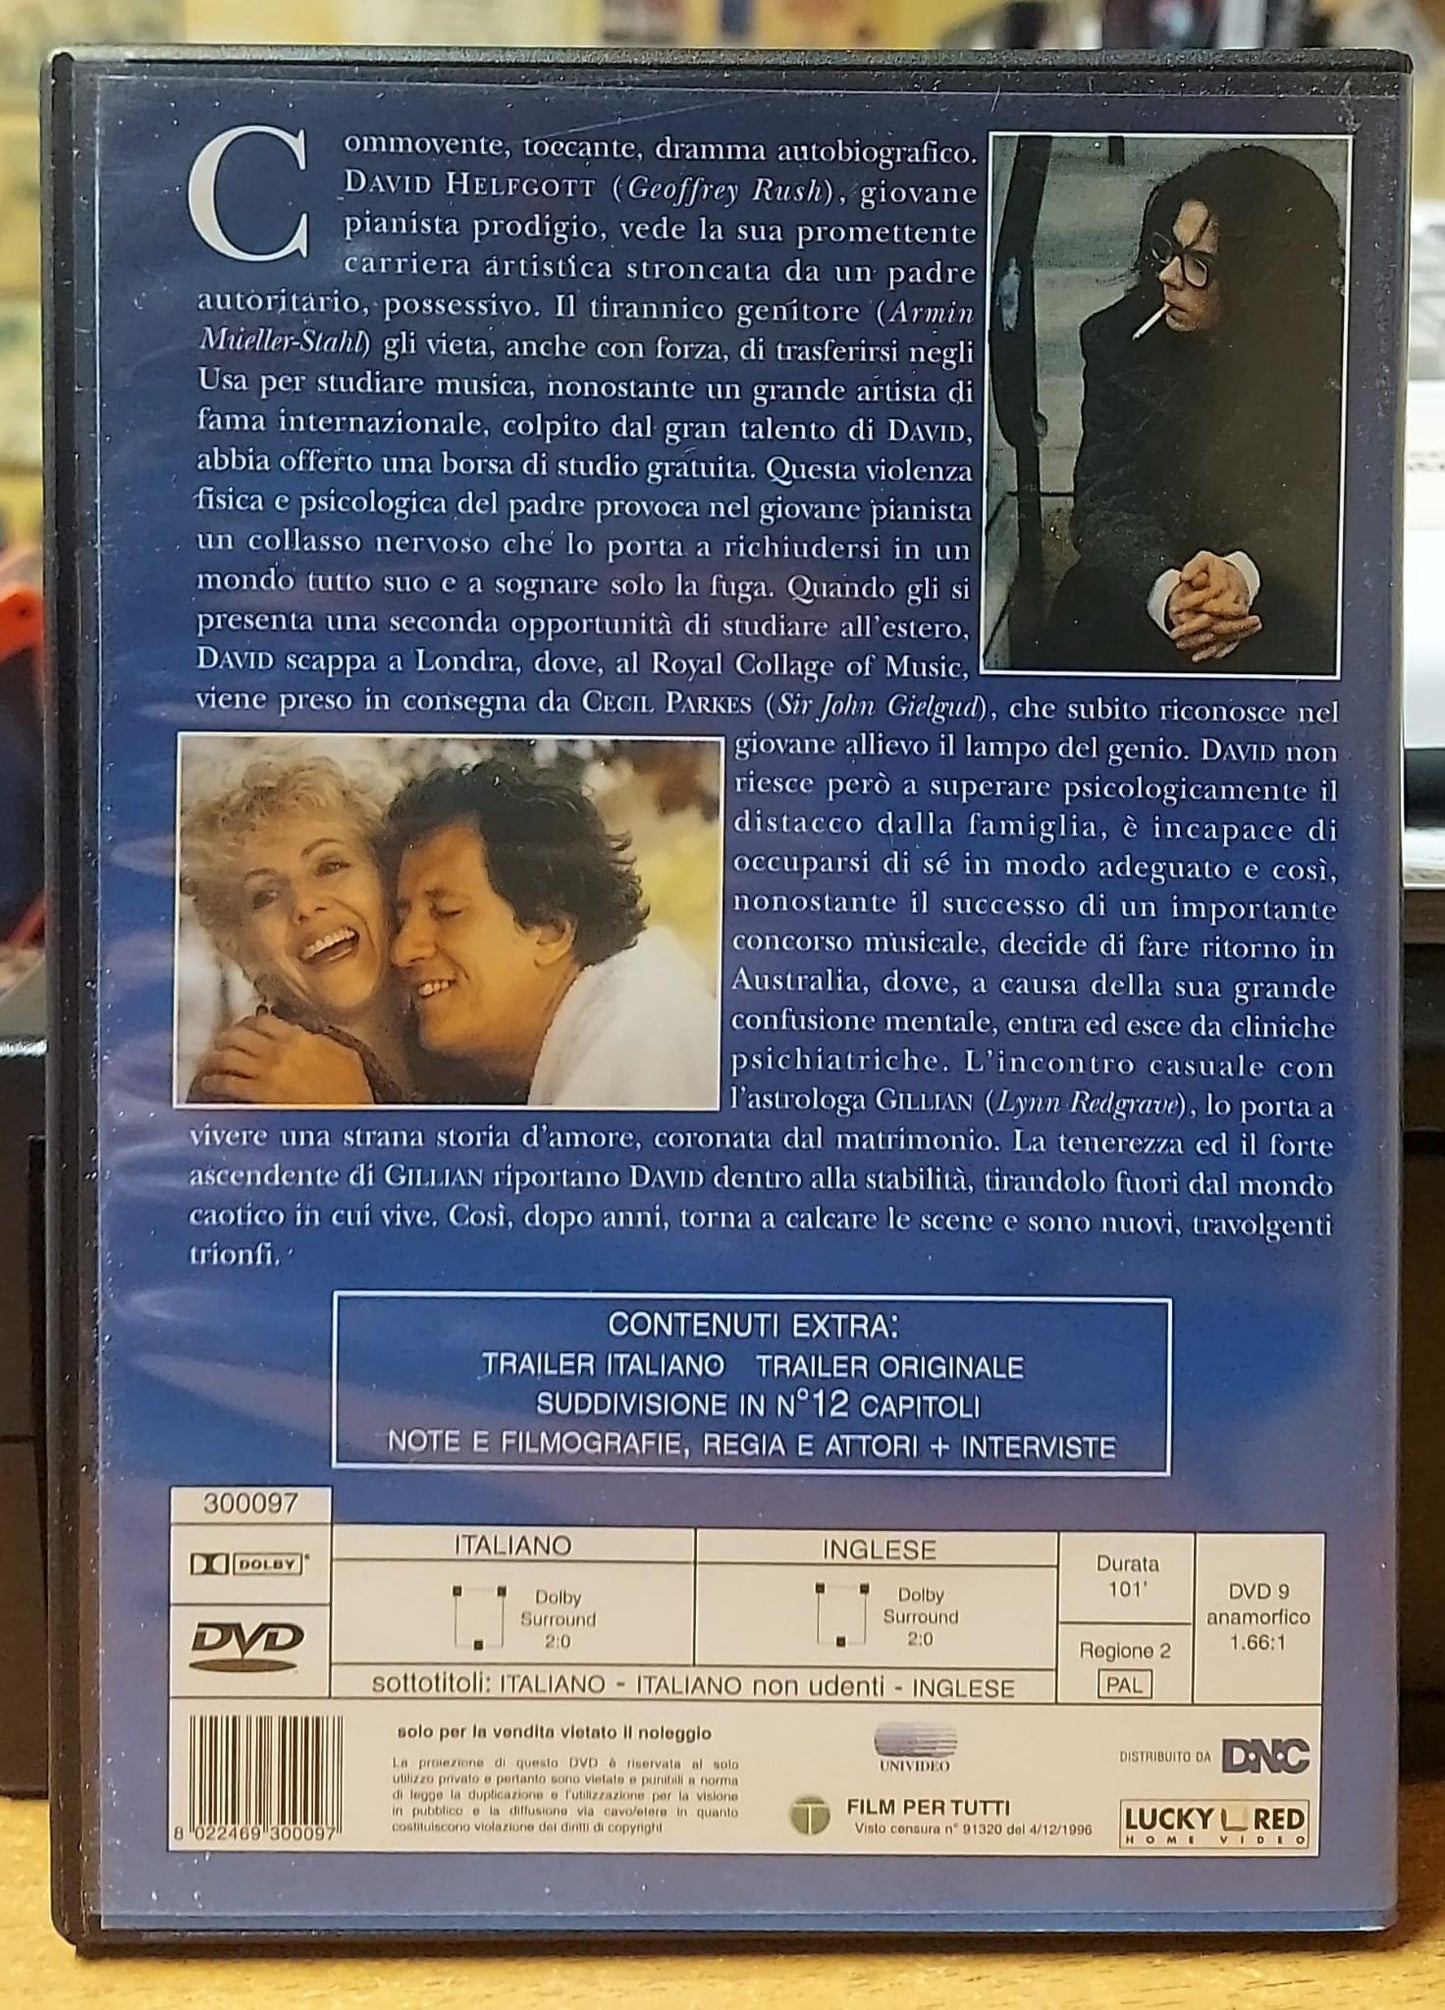 Commovente, toccante, dramma autobiografico.
DAVID HELFGOTT (Geoffrey Rush), giovane
pianista prodigio, vede la sua promettente
carriera artistica stroncata da un padre
autoritario, possessivo. Il tirannico genitore (Armin
Mueller-Stahl) gli vieta, anche con forza, di trasferirsi negli
Usa per studiare musica, nonostante un grande artista di
fama internazionale, colpito dal gran talento di DAVID,
abbia offerto una borsa di studio gratuita. Questa violenza
fisica e psicologica del padre provoca nel giovane pianista
un collasso nervoso che lo porta a richiudersi in un
mondo tutto suo e a sognare solo la fuga. Quando gli si
presenta una seconda opportunità di studiare all'estero,
DAVID scappa a Londra, dove, al Royal Collage of Music,
viene preso in consegna da CECIL PARKES (Sir John Gielgud), che subito riconosce nel
giovane allievo il lampo del genio. DAVID non
riesce però a superare psicologicamente il
distacco dalla famiglia, è incapace di
occuparsi di sé in modo adeguato e così,
nonostante il successo di un importante
concorso musicale, decide di fare ritorno in
Australia, dove, a causa della sua grande
confusione mentale, entra ed esce da cliniche
psichiatriche. L'incontro casuale con
l'astrologa GILLIAN (Lynn Redgrave), lo porta a
vivere una strana storia d'amore, coronata dal matrimonio. La tenerezza ed il forte
ascendente di GILLIAN riportano DAVID dentro alla stabilità, tirandolo fuori dal mondo
caotico in cui vive. Così, dopo anni, torna a calcare le scene e sono nuovi, travolgenti
trionfi.
CONTENUTI EXTRA:
TRAILER ITALIANO TRAILER ORIGINALE
SUDDIVISIONE IN N°12 CAPITOLI
NOTE E FILMOGRAFIE, REGIA E ATTORI + INTERVISTE
300097
DOLBY
DVD
ITALIANO
Dolby
Surround
2:0
INGLESE
Dolby
Surround
2:0
sottotitoli: ITALIANO - ITALIANO non udenti - INGLESE
Durata
101'
Regione 2
PAL
DVD 9
anamorfico
1.66:1
8 022469 300097
solo per la vendita vietato il noleggio
La proiezione di questo DVD è riservata al solo
utilizzo privato e pertanto sono vietate e punibili a norma
di legge la duplicazione e l'utilizzazione per la visione
in pubblico e la diffusione via cavo/etere in quanto
costituiscono violazione dei diritti di copyright
UNIVIDEO
T FILM PER TUTTI
Visto censura n° 91320 del 4/12/1996
DISTRIBUITO DA DNC
LUCKY RED
HOME VIDEO